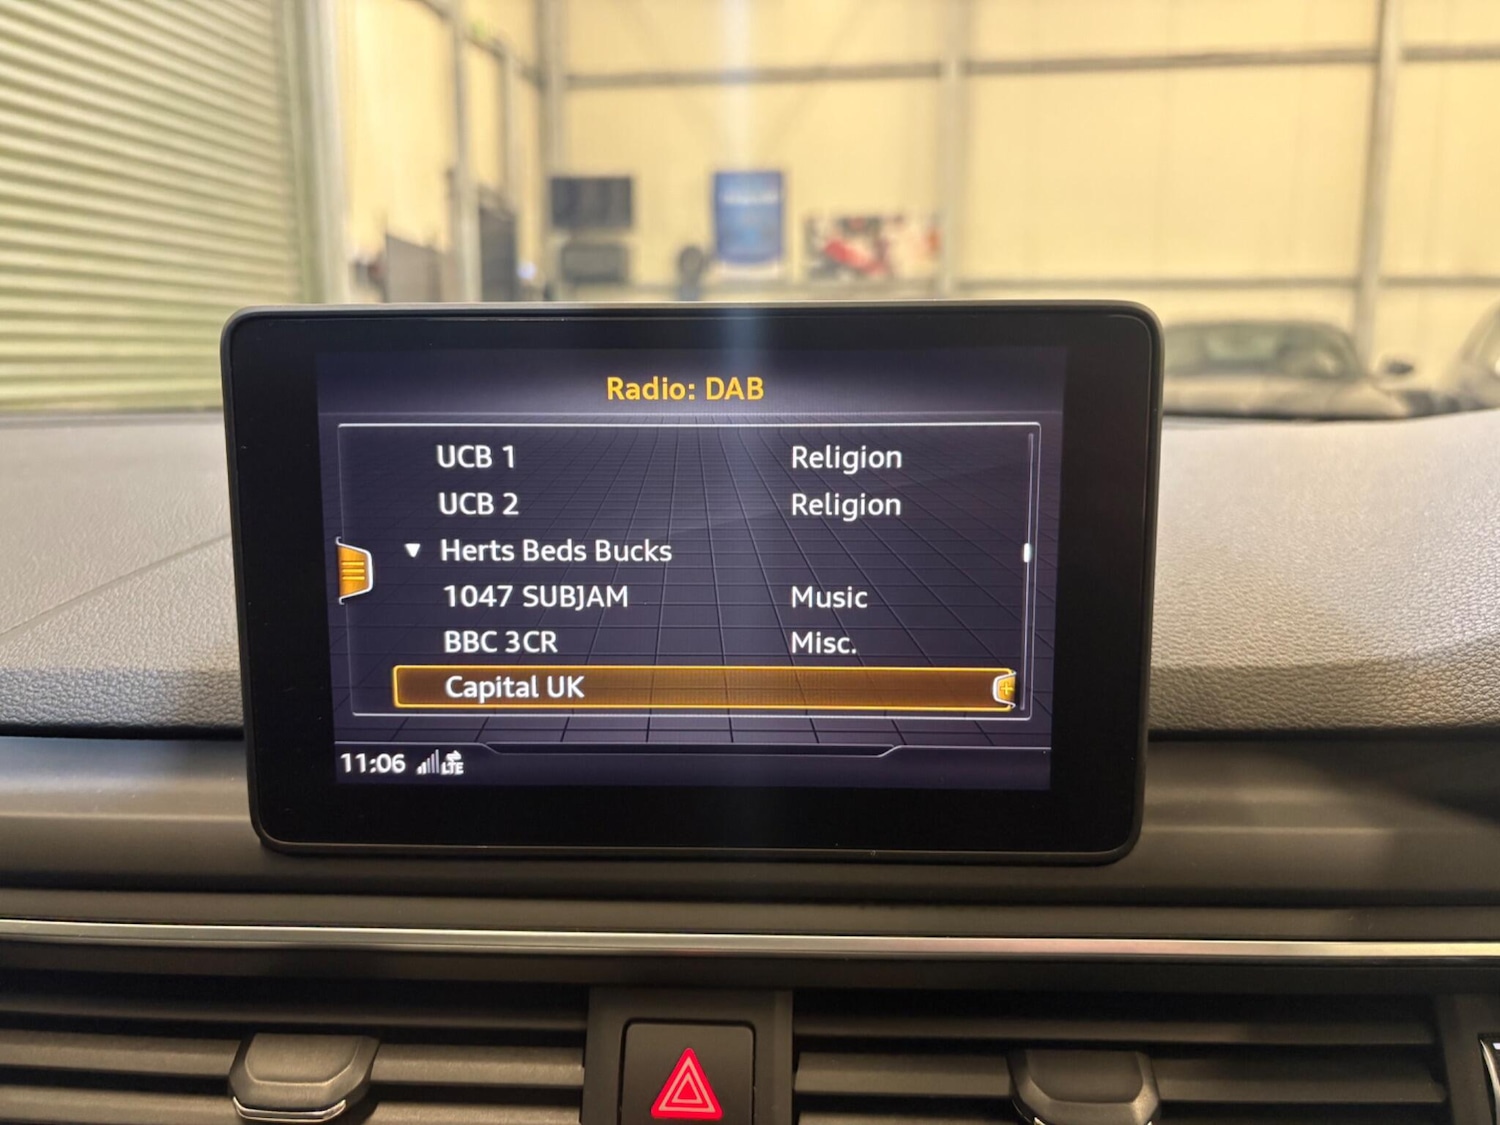 Radio: DAB
UCB 1 Religion
UCB 2 Religion
Herts Beds Bucks
1047 SUBJAM Music
BBC 3CR Misc.
Capital UK
11:06 LTE